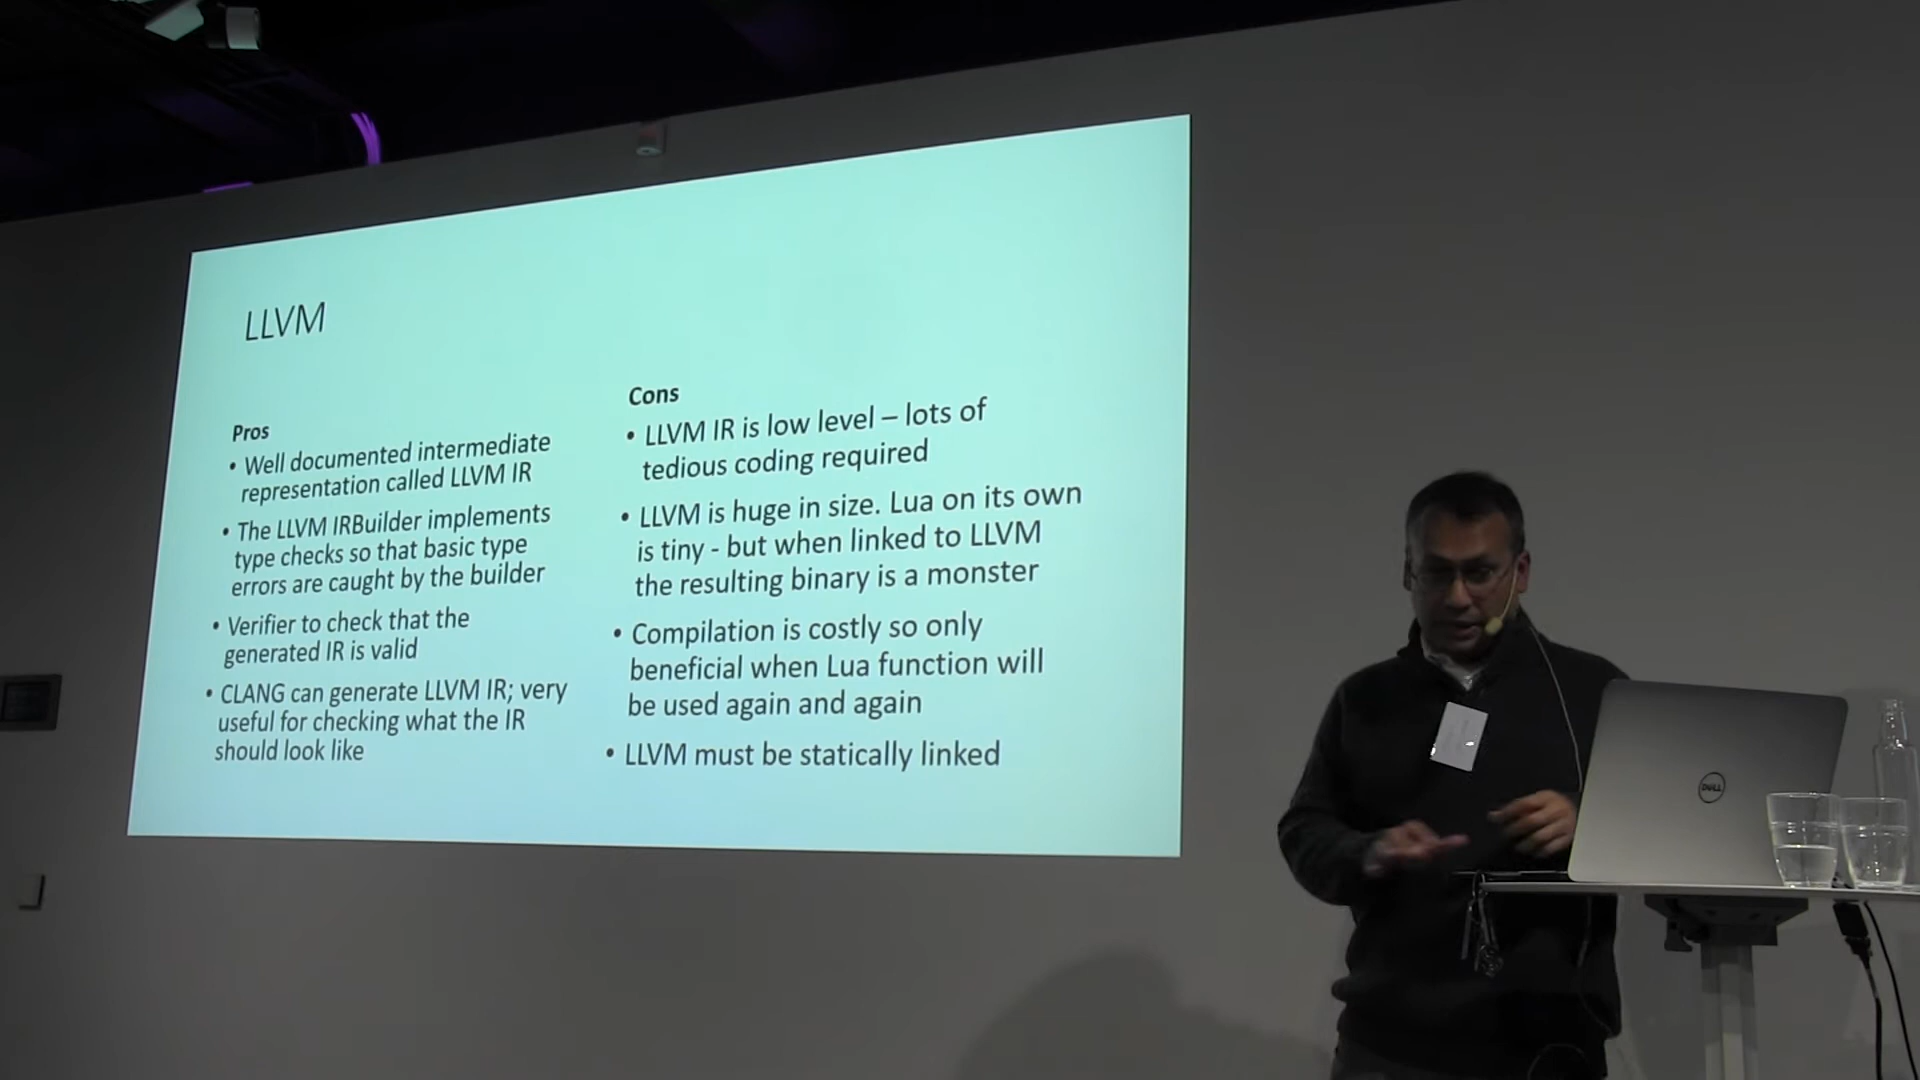 LLVM
Pros
• Well documented intermediate
representation called LLVM IR
• The LLVM IRBuilder implements
type checks so that basic type
errors are caught by the builder
• Verifier to check that the
generated IR is valid
• CLANG can generate LLVM IR; very
useful for checking what the IR
should look like
Cons
• LLVM IR is low level – lots of
tedious coding required
• LLVM is huge in size. Lua on its own
is tiny - but when linked to LLVM
the resulting binary is a monster
• Compilation is costly so only
beneficial when Lua function will
be used again and again
• LLVM must be statically linked
DELL